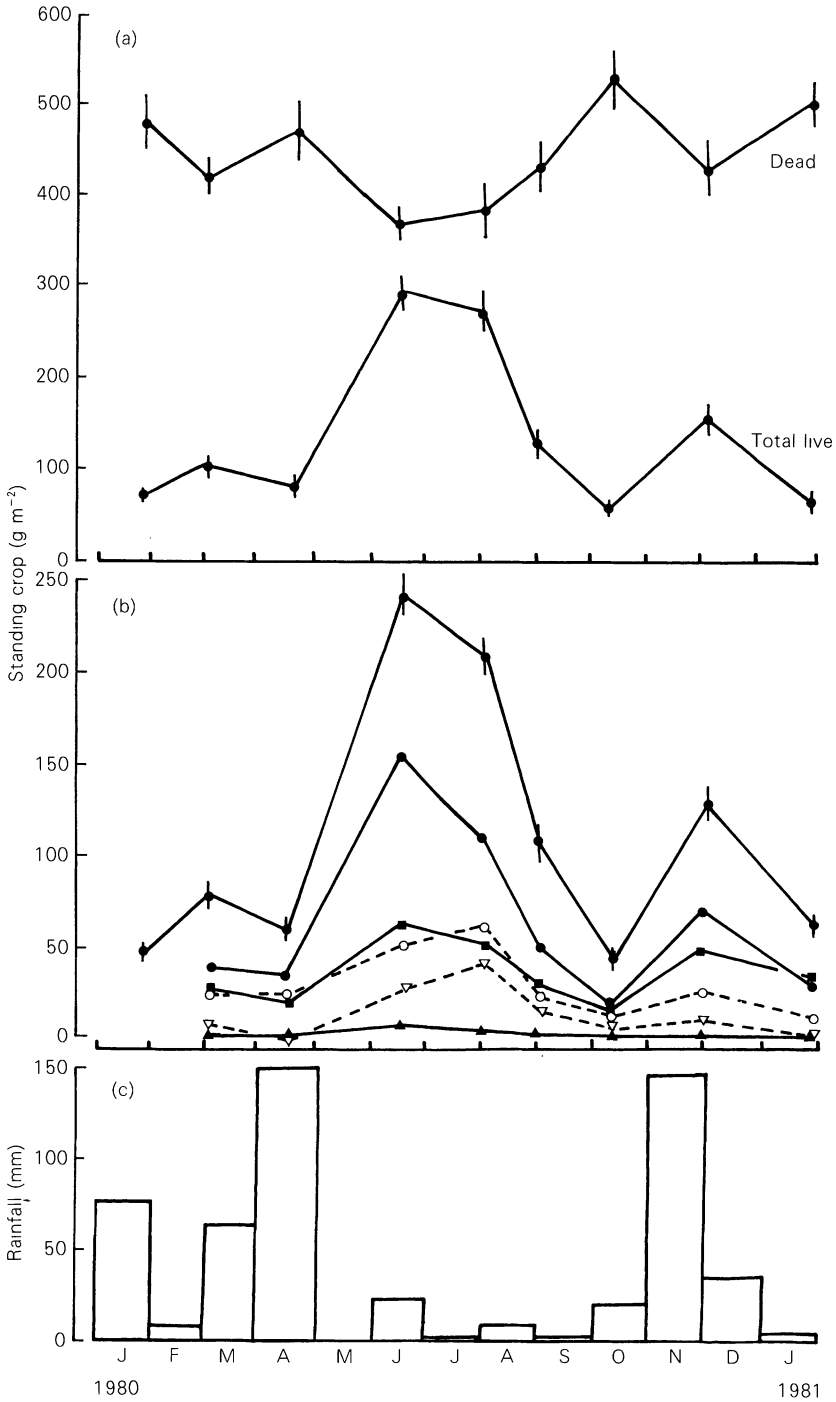 (a)
600
500
400
300
200
100
0
Dead
Total live
Standing crop (g m⁻²)
(b)
250
200
150
100
50
0
(c)
150
100
50
0
Rainfall (mm)
J F M A M J J A S O N D J
1980 1981